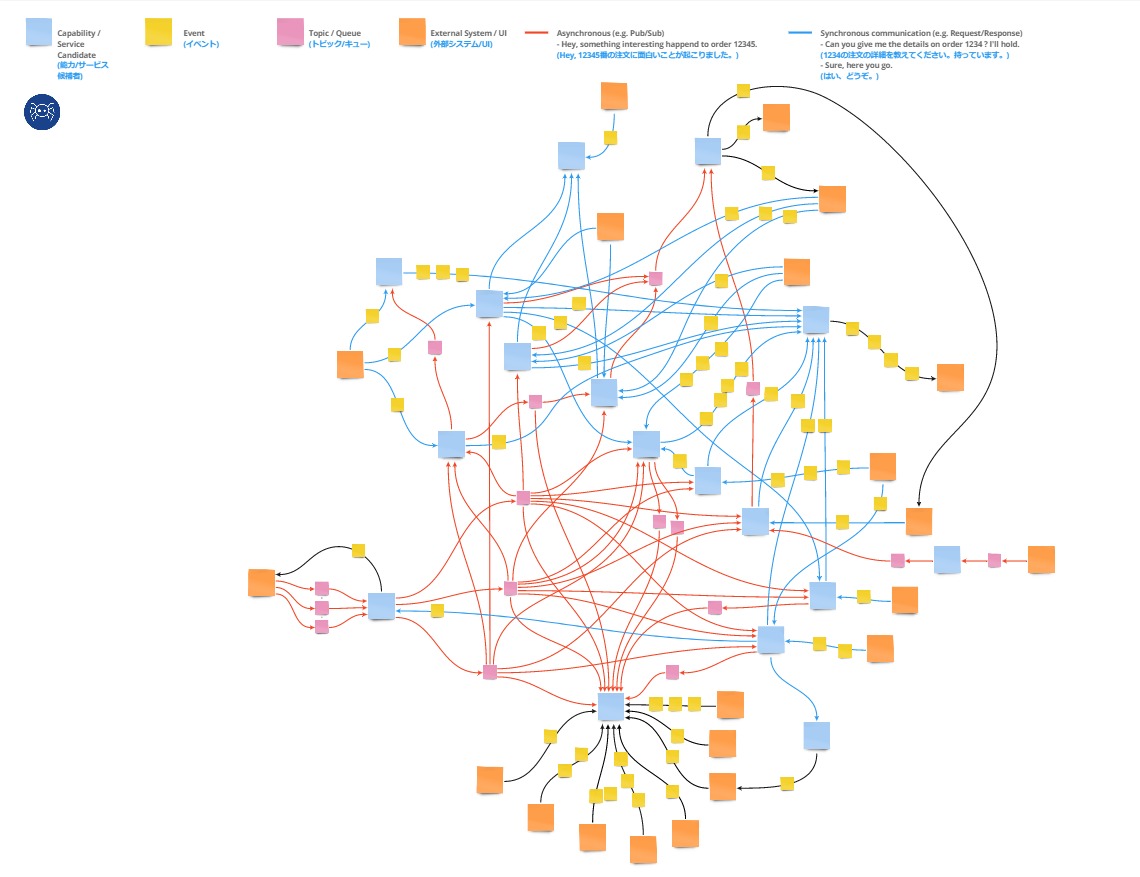 Capability /
Service
Candidate
(能力/サービス
候補者)
Event
(イベント)
Topic / Queue
(トピック/キュー)
External System / UI
(外部システム/UI)
Asynchronous (e.g. Pub/Sub)
- Hey, something interesting happend to order 12345.
(Hey, 12345番の注文に面白いことが起こりました。)
Synchronous communication (e.g. Request/Response)
- Can you give me the details on order 1234 ? I'll hold.
(1234の注文の詳細を教えてください。持っています。)
- Sure, here you go.
(はい、どうぞ。)